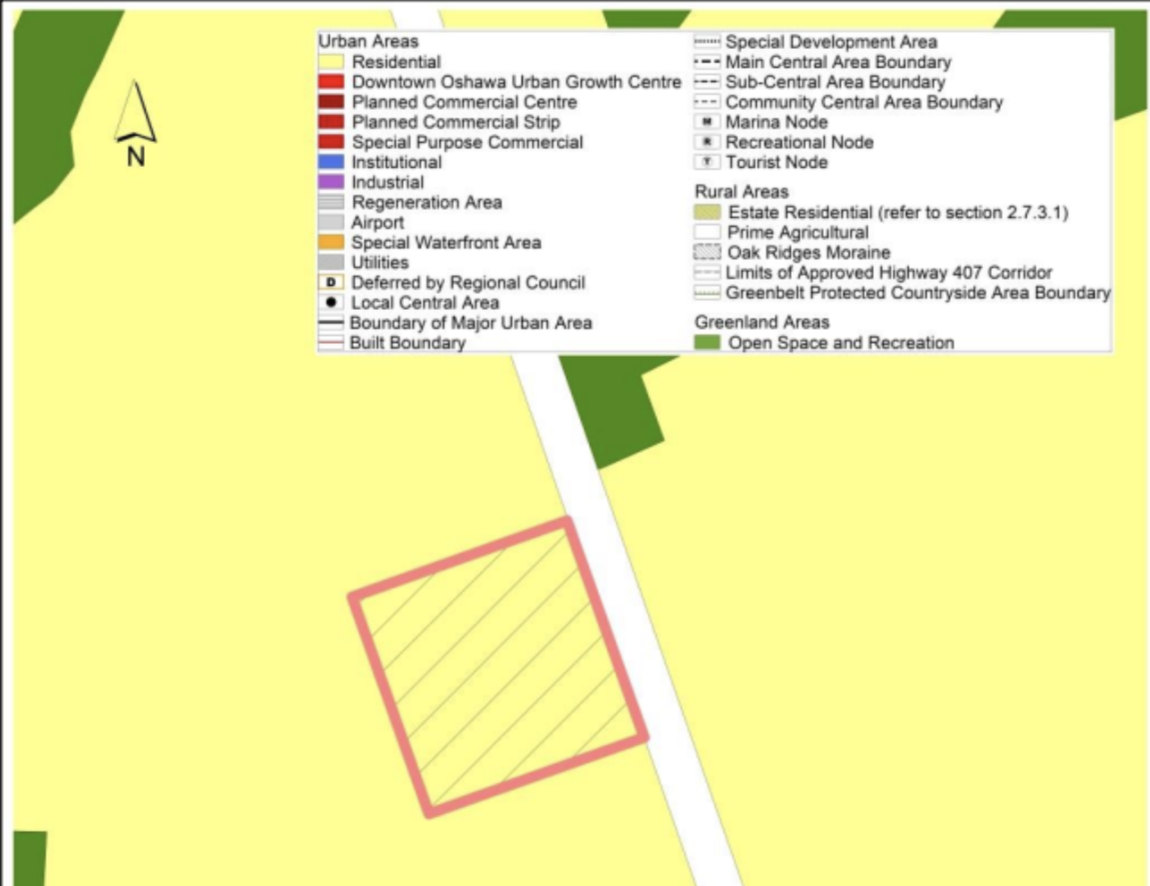 N
Urban Areas
Residential
Downtown Oshawa Urban Growth Centre
Planned Commercial Centre
Planned Commercial Strip
Special Purpose Commercial
Institutional
Industrial
Regeneration Area
Airport
Special Waterfront Area
Utilities
D Deferred by Regional Council
Local Central Area
Boundary of Major Urban Area
Built Boundary
Special Development Area
Main Central Area Boundary
Sub-Central Area Boundary
Community Central Area Boundary
M Marina Node
R Recreational Node
T Tourist Node
Rural Areas
Estate Residential (refer to section 2.7.3.1)
Prime Agricultural
Oak Ridges Moraine
Limits of Approved Highway 407 Corridor
Greenbelt Protected Countryside Area Boundary
Greenland Areas
Open Space and Recreation